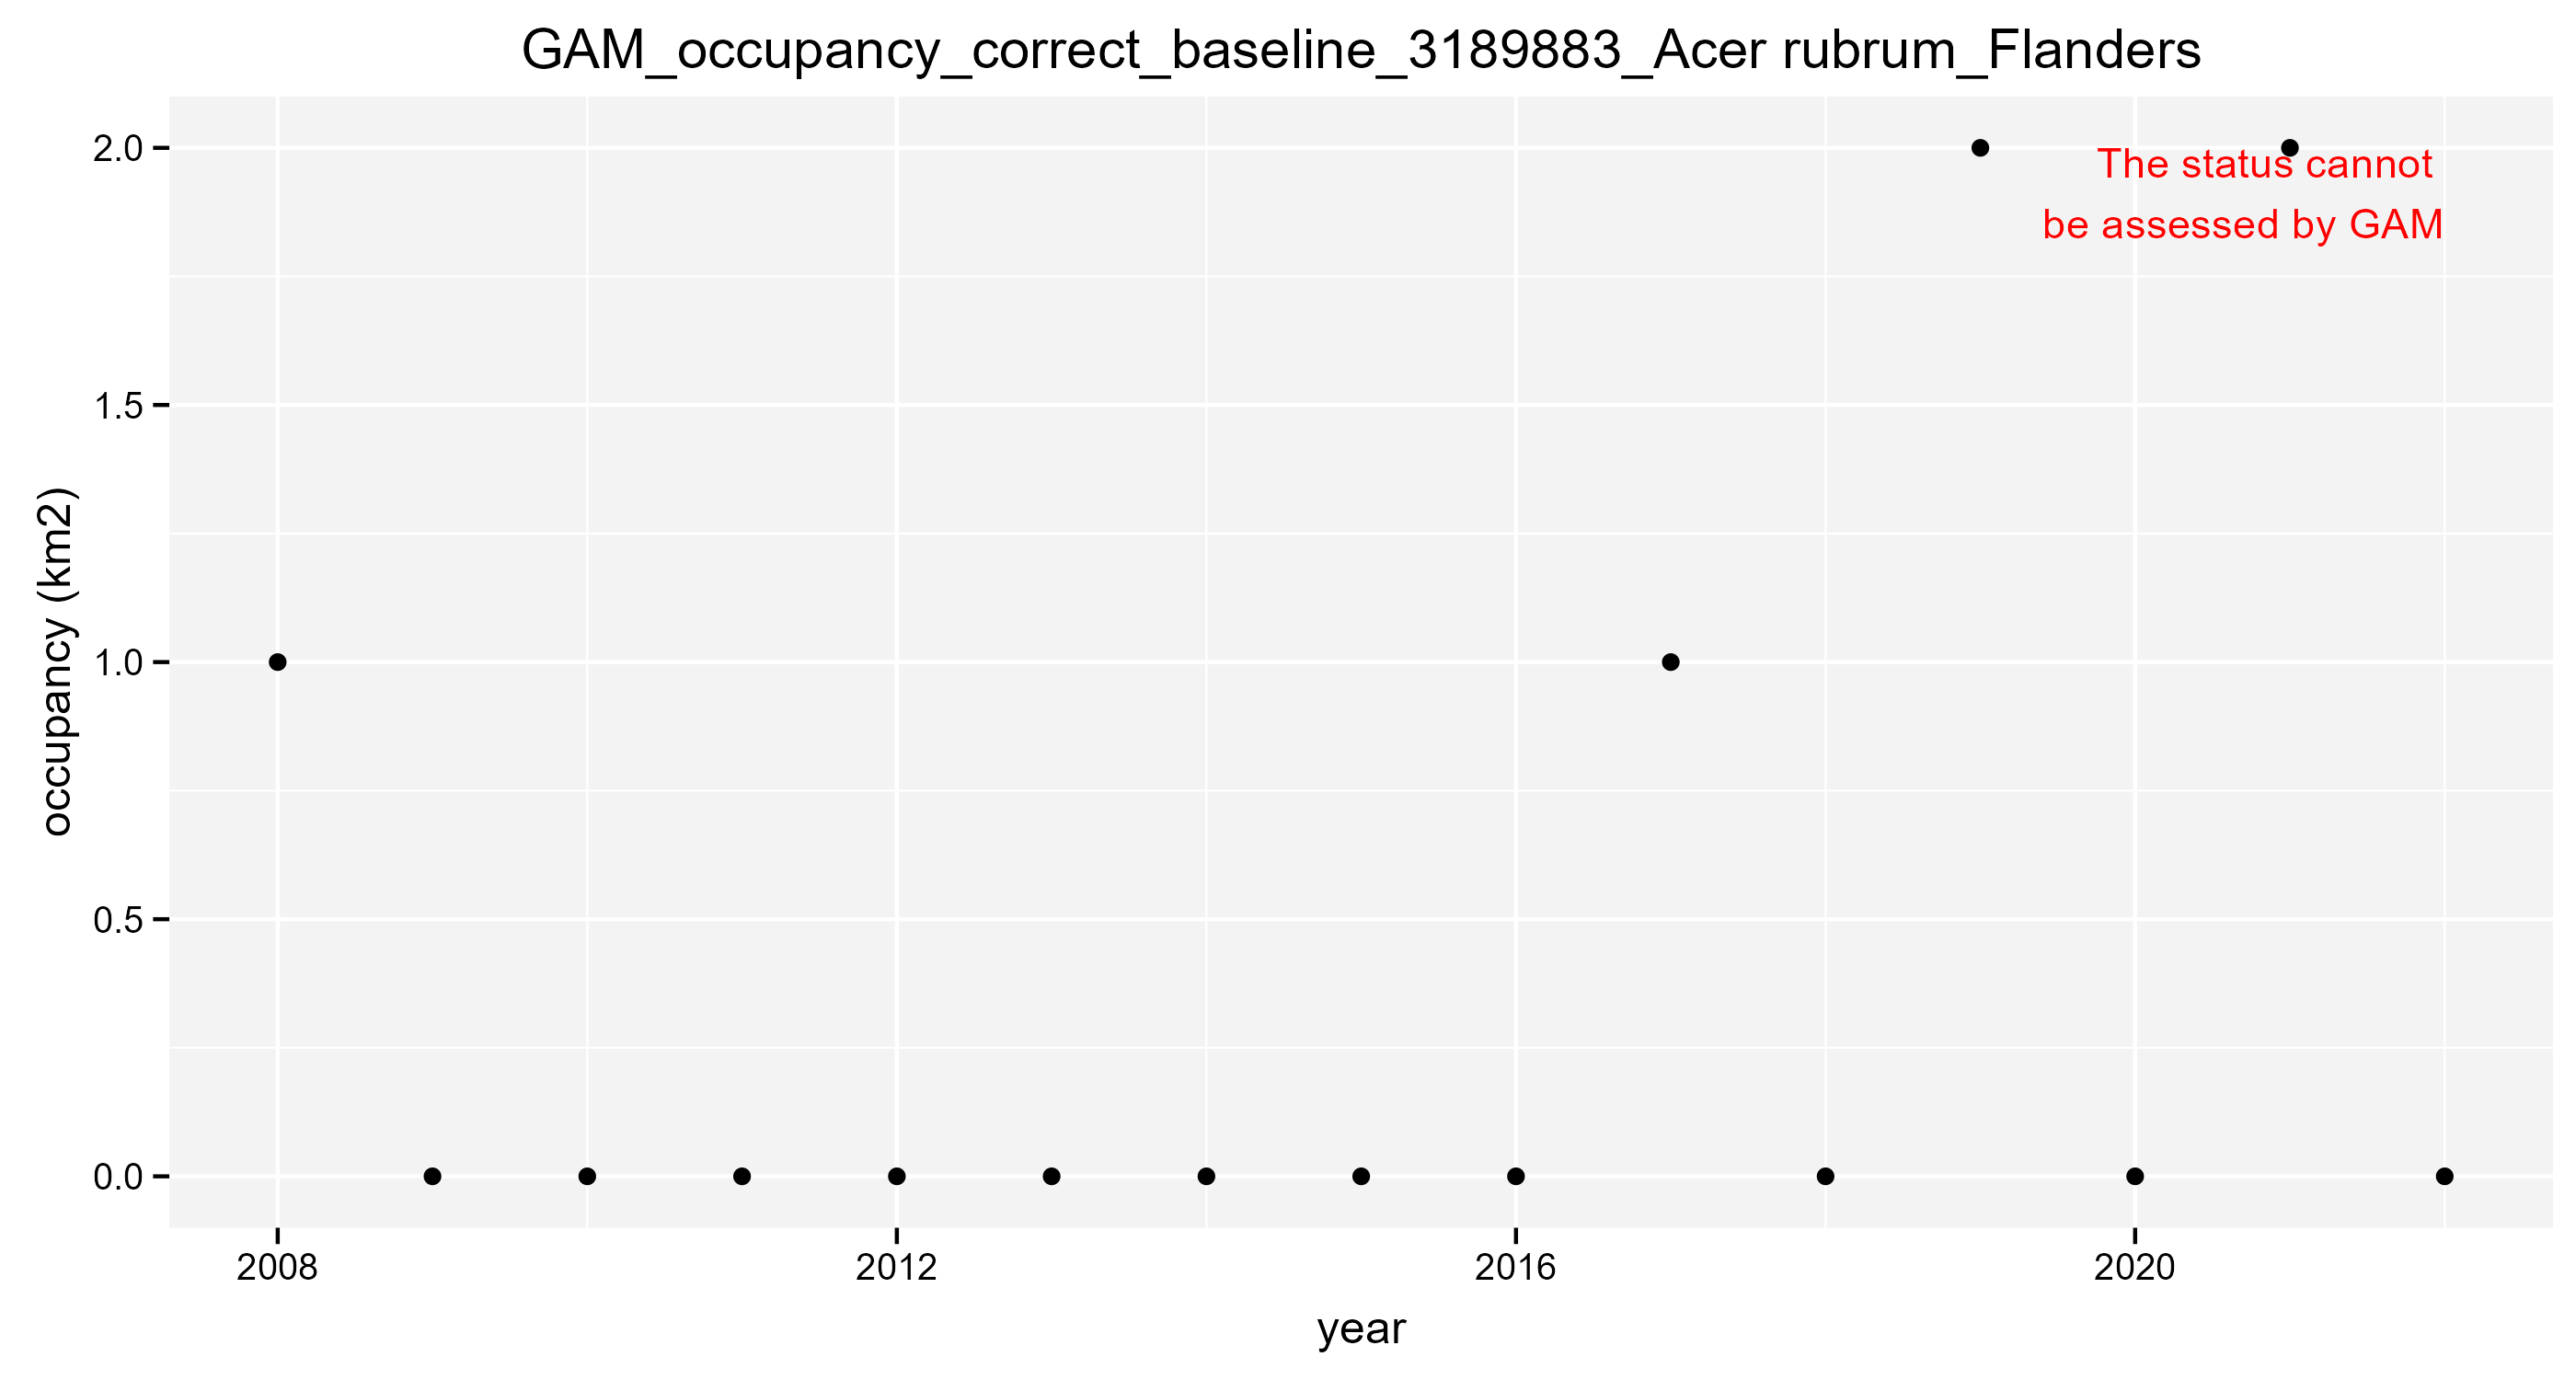 GAM_occupancy_correct_baseline_3189883_Acer rubrum_Flanders
2.0
The status cannot
be assessed by GAM
1.5
occupancy (km2)
1.0
0.5
0.0
2008 2012 2016 2020
year